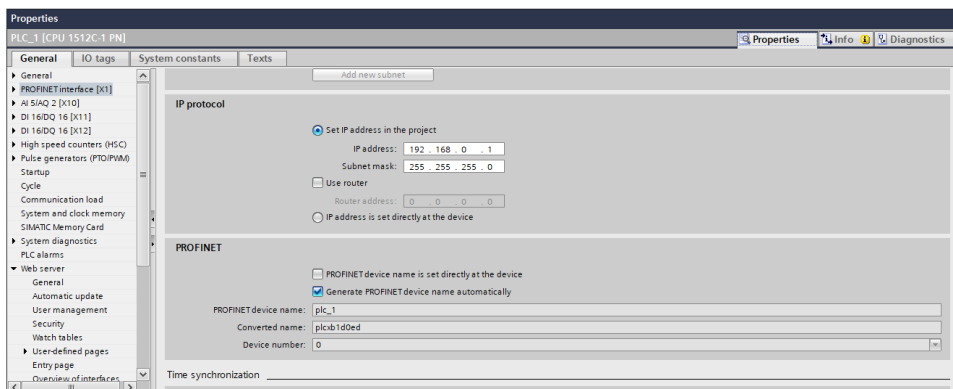 Properties
PLC_1 [CPU 1512C-1 PN]
Properties Info Diagnostics
General IO tags System constants Texts
General
PROFINET interface [X1]
AI 5/AQ 2 [X10]
DI 16/DQ 16 [X11]
DI 16/DQ 16 [X12]
High speed counters (HSC)
Pulse generators (PTO/PWM)
Startup
Cycle
Communication load
System and clock memory
SIMATIC Memory Card
System diagnostics
PLC alarms
Web server
General
Automatic update
User management
Security
Watch tables
User-defined pages
Entry page
Overview of interfaces
Add new subnet
IP protocol
Set IP address in the project
IP address: 192 . 168 . 0 . 1
Subnet mask: 255 . 255 . 255 . 0
Use router
Router address: 0 . 0 . 0 . 0
IP address is set directly at the device
PROFINET
PROFINET device name is set directly at the device
Generate PROFINET device name automatically
PROFINET device name: plc_1
Converted name: plcxb1d0ed
Device number: 0
Time synchronization